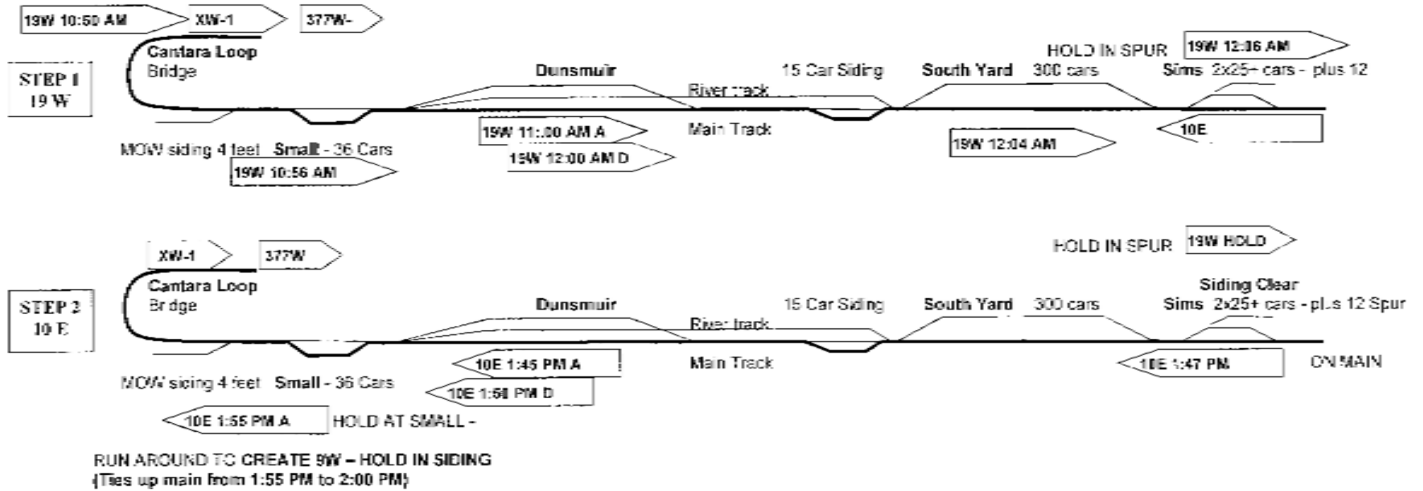 19W 10:50 AM XW-1 377W-
STEP 1
19 W
Cantara Loop
Bridge
HOLD IN SPUR 19W 12:06 AM
Dunsmuir 15 Car Siding South Yard 300 cars Sims 2x25+ cars - plus 12
River track
19W 11:00 AM A Main Track 10E
MOW siding 4 feet Small - 36 Cars 19W 12:00 AM D 19W 12:04 AM
19W 10:56 AM
XW-1 377W HOLD IN SPUR 19W HOLD
STEP 2
10 E
Cantara Loop
Bridge
Siding Clear
Dunsmuir 15 Car Siding South Yard 300 cars Sims 2x25+ cars - plus 12 Spur
River track
10E 1:45 PM A Main Track 10E 1:47 PM ON MAIN
MOW siding 4 feet Small - 36 Cars 10E 1:50 PM D
10E 1:55 PM A HOLD AT SMALL -
RUN AROUND TO CREATE 9W – HOLD IN SIDING
(Ties up main from 1:55 PM to 2:00 PM)